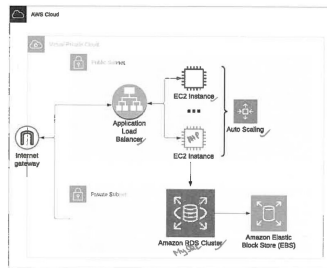 AWS Cloud
Virtual Private Cloud
Public Subnet
EC2 Instance
Application
Load
Balancer
Auto Scaling
EC2 Instance
Internet
gateway
Private Subnet
Amazon RDS Cluster
MySQL
Amazon Elastic
Block Store (EBS)